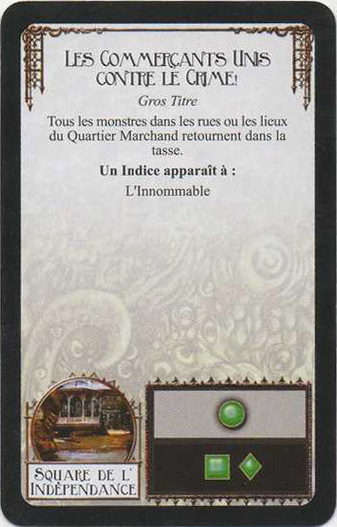 Les Commerçants Unis
contre le Crime!
Gros Titre
Tous les monstres dans les rues ou les lieux
du Quartier Marchand retournent dans la
tasse.
Un Indice apparaît à :
L'Innommable
Square de l'
Indépendance